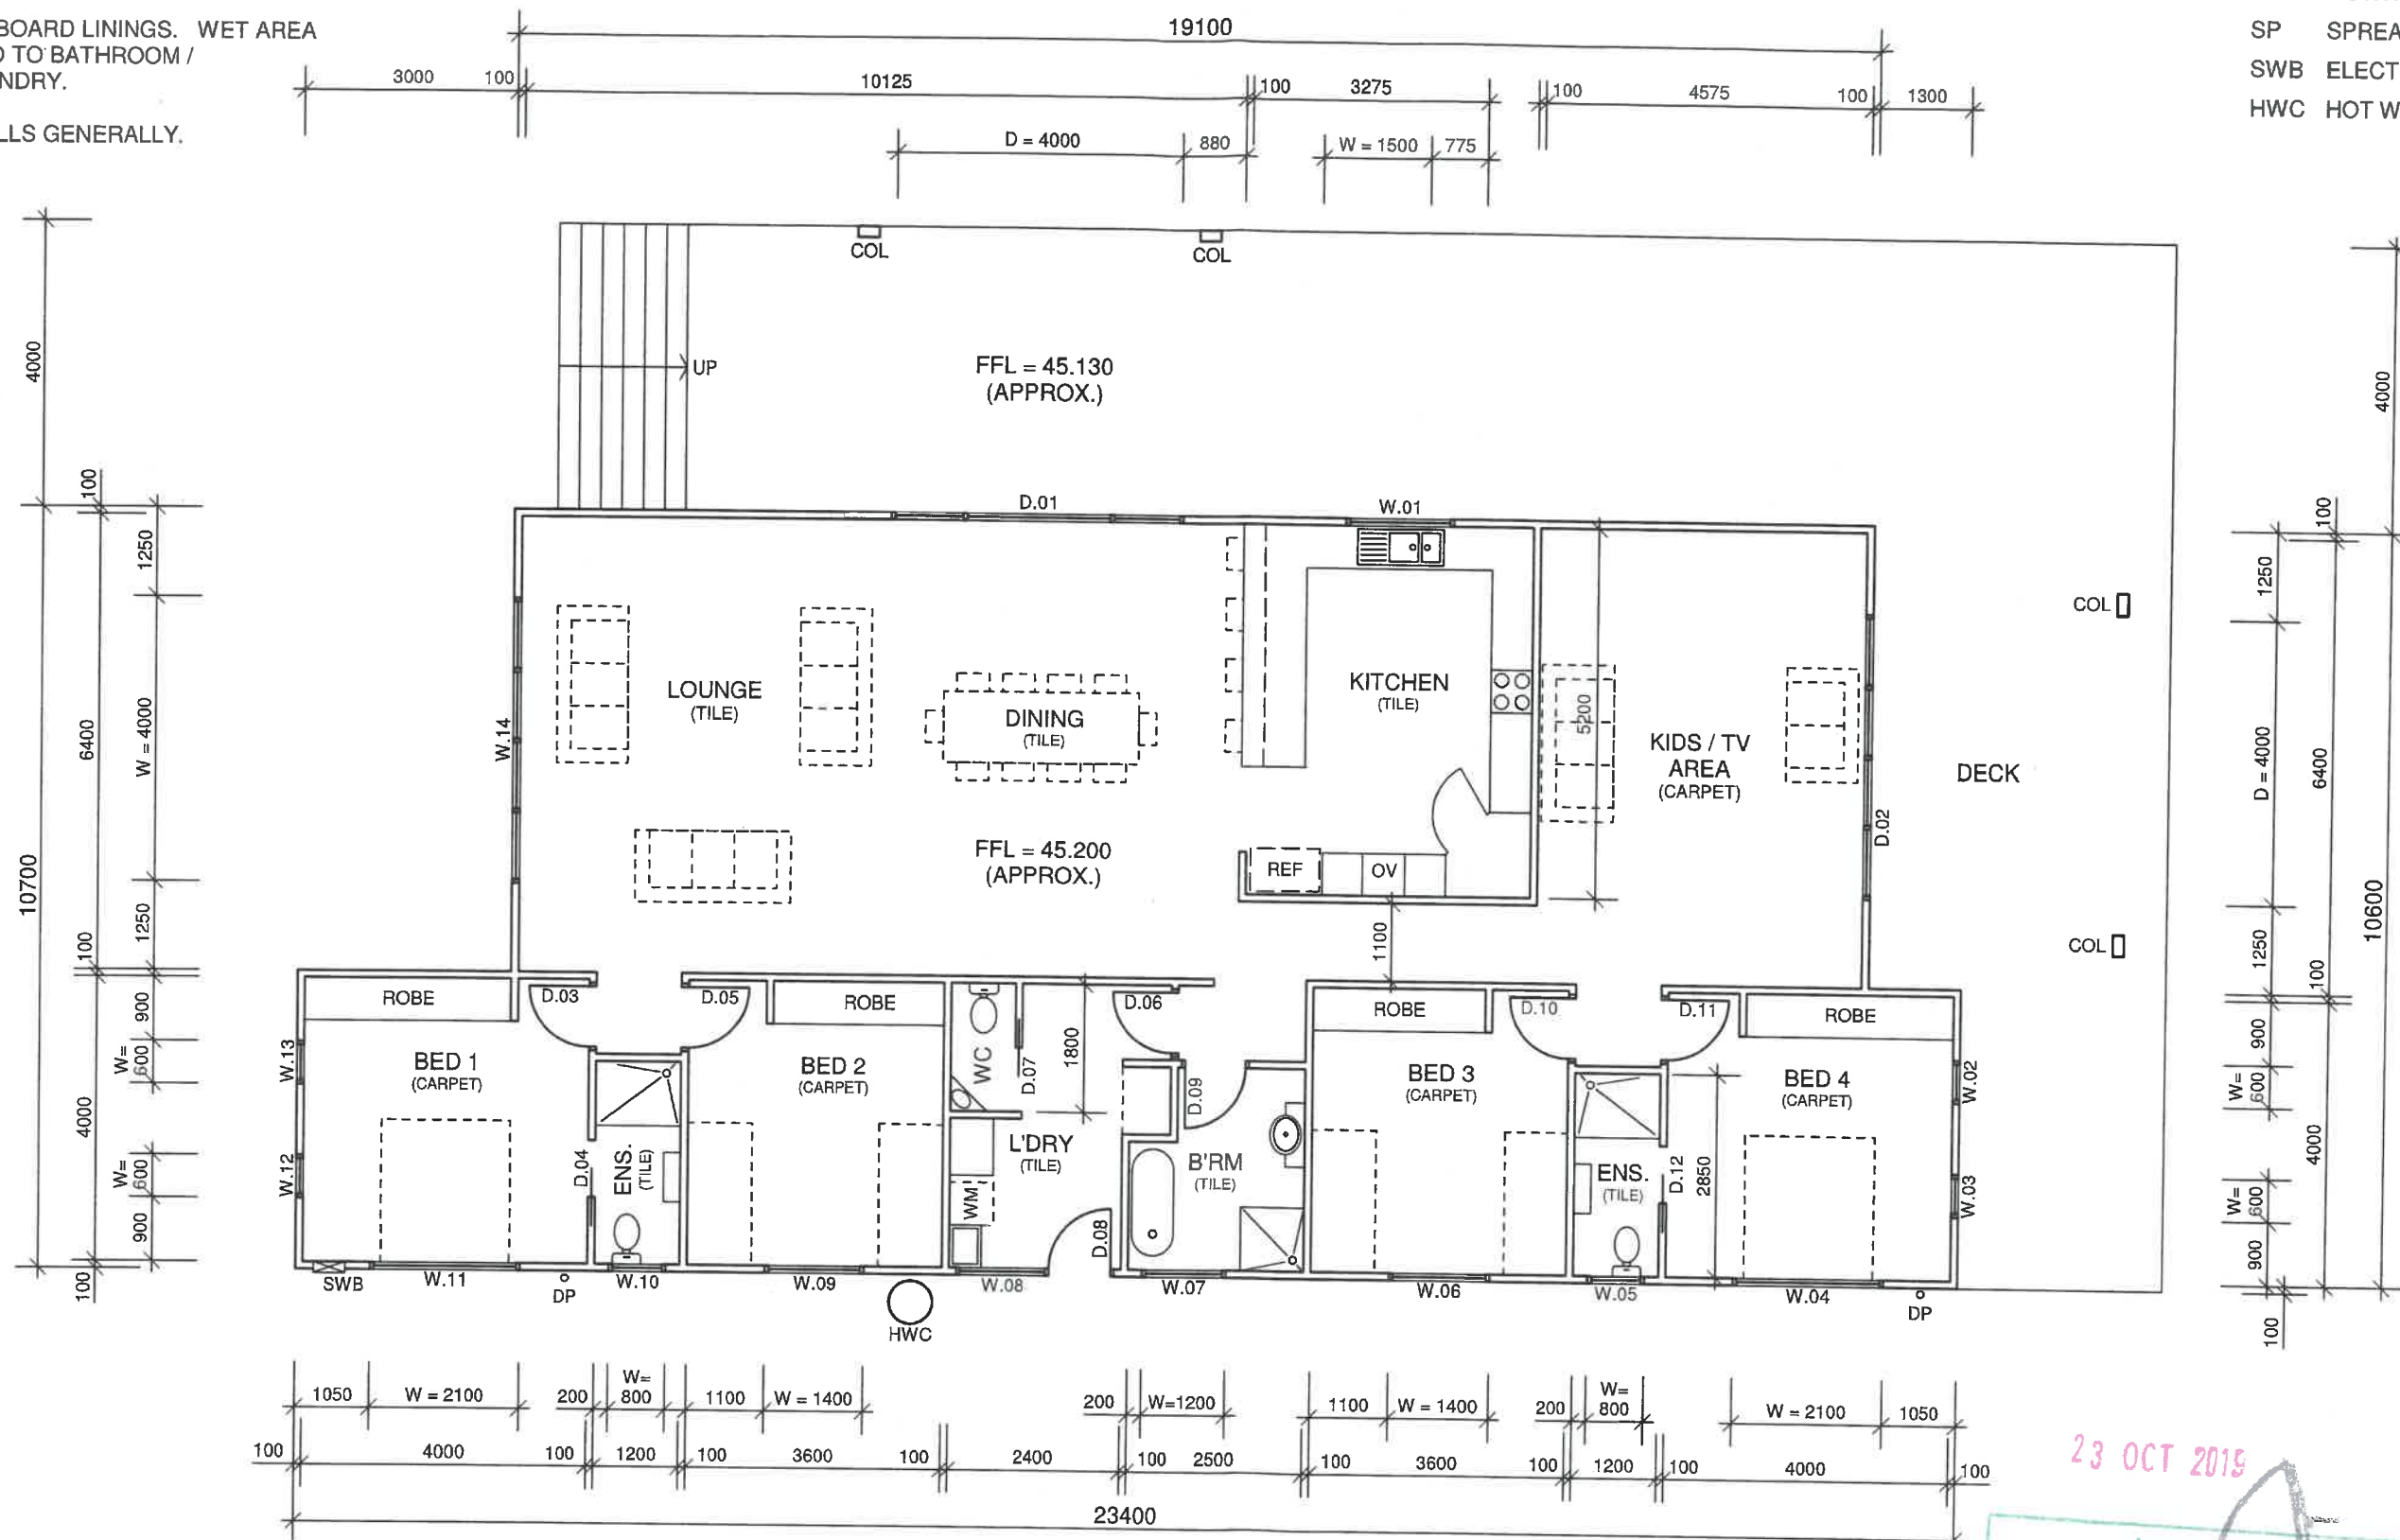 BOARD LININGS. WET AREA
TO BATHROOM /
NDRY.
LLS GENERALLY.
SP
SWB ELECT
HWC HOT W
19100
3000 100 10125 100 3275 100 4575 100 1300
D = 4000 880 W = 1500 775
COL
COL
UP
FFL = 45.130
(APPROX.)
4000
10700
100
6400
100
4000
100
1250
W = 4000
1250
900
W=
600
W=
600
900
D.01
W.01
W.14
LOUNGE
(TILE)
DINING
(TILE)
KITCHEN
(TILE)
5200
KIDS / TV
AREA
(CARPET)
D.02
DECK
COL
COL
FFL = 45.200
(APPROX.)
REF
OV
1100
1250
D = 4000
1250
900
W=
600
W=
600
900
100
100
6400
100
4000
4000
10600
ROBE
D.03
D.05
ROBE
D.06
ROBE
D.10
D.11
ROBE
W.13
BED 1
(CARPET)
BED 2
(CARPET)
WC
D.07
1800
D.09
BED 3
(CARPET)
BED 4
(CARPET)
W.02
W.12
D.04
ENS.
(TILE)
L'DRY
(TILE)
WM
D.08
B'RM
(TILE)
ENS.
(TILE)
D.12
2850
W.03
SWB
W.11
DP
W.10
W.09
HWC
W.08
W.07
W.06
W.05
W.04
DP
1050 W = 2100 200 W=
800 1100 W = 1400 200 W=1200 1100 W = 1400 200 W=
800 W = 2100 1050
100 4000 100 1200 100 3600 100 2400 100 2500 100 3600 100 1200 100 4000 100
23400
23 OCT 2019